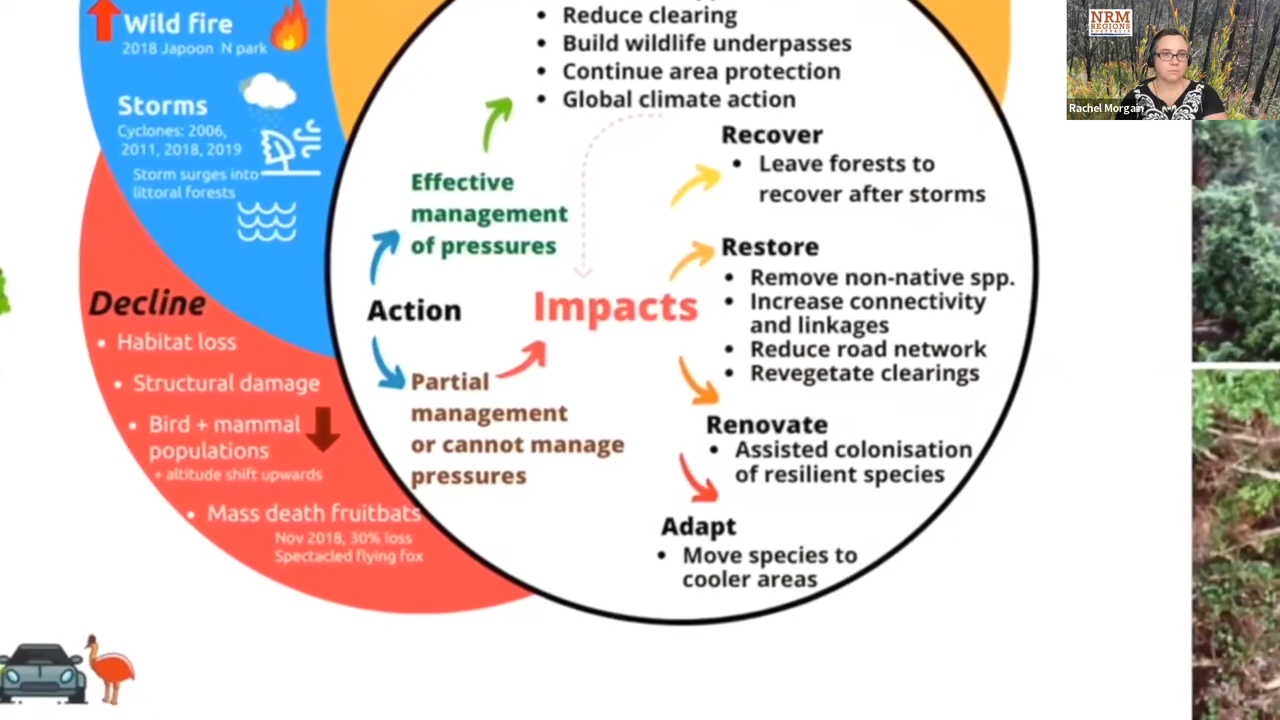 Wild fire
2018 Japoon N park
Storms
Cyclones: 2006,
2011, 2018, 2019
Storm surges into
littoral forests
Decline
• Habitat loss
• Structural damage
• Bird + mammal
populations
+ altitude shift upwards
• Mass death fruitbats
Nov 2018, 30% loss
Spectacled flying fox
• Reduce clearing
• Build wildlife underpasses
• Continue area protection
• Global climate action
Effective
management
of pressures
Action
Partial
management
or cannot manage
pressures
Impacts
Recover
• Leave forests to
recover after storms
Restore
• Remove non-native spp.
• Increase connectivity
and linkages
• Reduce road network
• Revegetate clearings
Renovate
• Assisted colonisation
of resilient species
Adapt
• Move species to
cooler areas
NRM
REGIONS
AUSTRALIA
Rachel Morgain